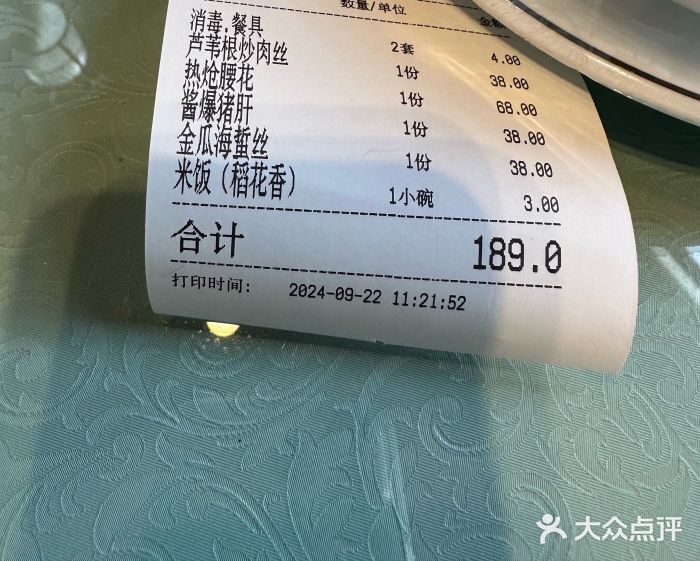 数量/单位 金额
消毒.餐具 2套 4.00
芦苇根炒肉丝 1份 38.00
热炝腰花 1份 68.00
酱爆猪肝 1份 38.00
金瓜海蜇丝 1份 38.00
米饭（稻花香） 1小碗 3.00
合计 189.0
打印时间: 2024-09-22 11:21:52
大众点评